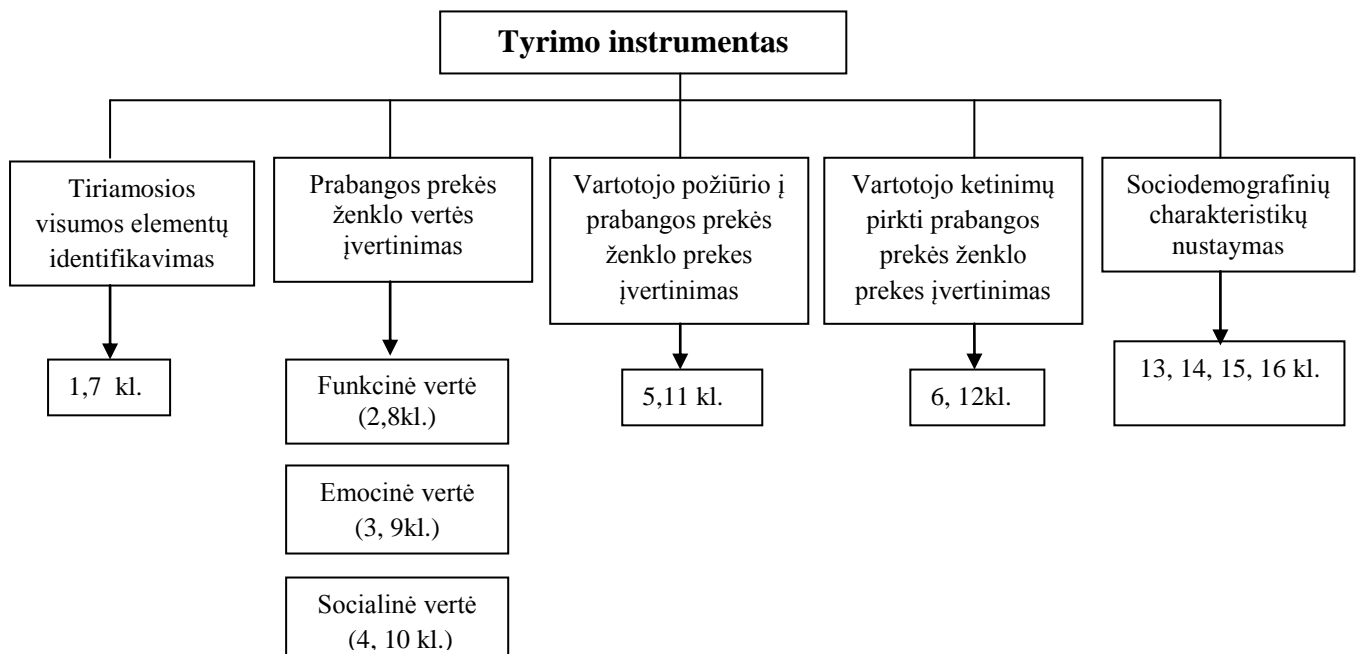 Tyrimo instrumentas
Tiriamosios
visumos elementų
identifikavimas
Prabangos prekės
ženklo vertės
įvertinimas
Vartotojo požiūrio į
prabangos prekės
ženklo prekes
įvertinimas
Vartotojo ketinimų
pirkti prabangos
prekės ženklo
prekes įvertinimas
Sociodemografinių
charakteristikų
nustaymas
1,7 kl.
Funkcinė vertė
(2,8kl.)
Emocinė vertė
(3, 9kl.)
Socialinė vertė
(4, 10 kl.)
5,11 kl.
6, 12kl.
13, 14, 15, 16 kl.